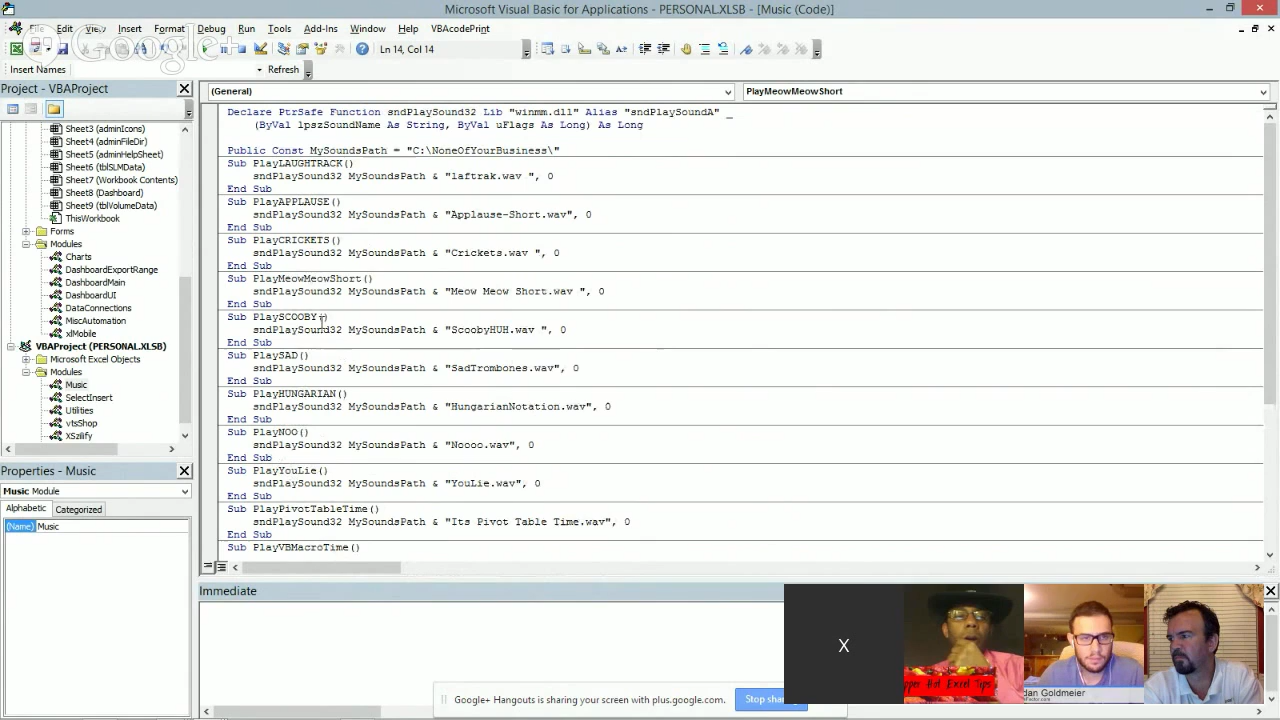 Microsoft Visual Basic for Applications - PERSONAL.XLSB - [Music (Code)]
File Edit View Insert Format Debug Run Tools Add-Ins Window Help VBAcodePrint
Google+
Ln 14, Col 14
Insert Names Refresh
Project - VBAProject
(General) PlayMeowMeowShort
Sheet3 (adminIcons)
Sheet4 (adminFileDir)
Sheet5 (adminHelpSheet)
Sheet6 (tblSLMData)
Sheet7 (Workbook Contents)
Sheet8 (Dashboard)
Sheet9 (tblVolumeData)
ThisWorkbook
Forms
Modules
Charts
DashboardExportRange
DashboardMain
DashboardUI
DataConnections
MiscAutomation
xlMobile
VBAProject (PERSONAL.XLSB)
Microsoft Excel Objects
Modules
Music
SelectInsert
Utilities
vtsShop
XSzilify
Properties - Music
Music Module
Alphabetic Categorized
(Name) Music
Declare PtrSafe Function sndPlaySound32 Lib "winmm.dll" Alias "sndPlaySoundA" _
(ByVal lpszSoundName As String, ByVal uFlags As Long) As Long
Public Const MySoundsPath = "C:\NoneOfYourBusiness\"
Sub PlayLAUGHTRACK()
sndPlaySound32 MySoundsPath & "laftrak.wav ", 0
End Sub
Sub PlayAPPLAUSE()
sndPlaySound32 MySoundsPath & "Applause-Short.wav", 0
End Sub
Sub PlayCRICKETS()
sndPlaySound32 MySoundsPath & "Crickets.wav ", 0
End Sub
Sub PlayMeowMeowShort()
sndPlaySound32 MySoundsPath & "Meow Meow Short.wav ", 0
End Sub
Sub PlaySCOOBY()
sndPlaySound32 MySoundsPath & "ScoobyHUH.wav ", 0
End Sub
Sub PlaySAD()
sndPlaySound32 MySoundsPath & "SadTrombones.wav", 0
End Sub
Sub PlayHUNGARIAN()
sndPlaySound32 MySoundsPath & "HungarianNotation.wav", 0
End Sub
Sub PlayNOO()
sndPlaySound32 MySoundsPath & "Noooo.wav", 0
End Sub
Sub PlayYouLie()
sndPlaySound32 MySoundsPath & "YouLie.wav", 0
End Sub
Sub PlayPivotTableTime()
sndPlaySound32 MySoundsPath & "Its Pivot Table Time.wav", 0
End Sub
Sub PlayVBMacroTime()
Immediate
X
pper Hot Excel Tips
dan Goldmeier
Google+ Hangouts is sharing your screen with plus.google.com.
Stop sha